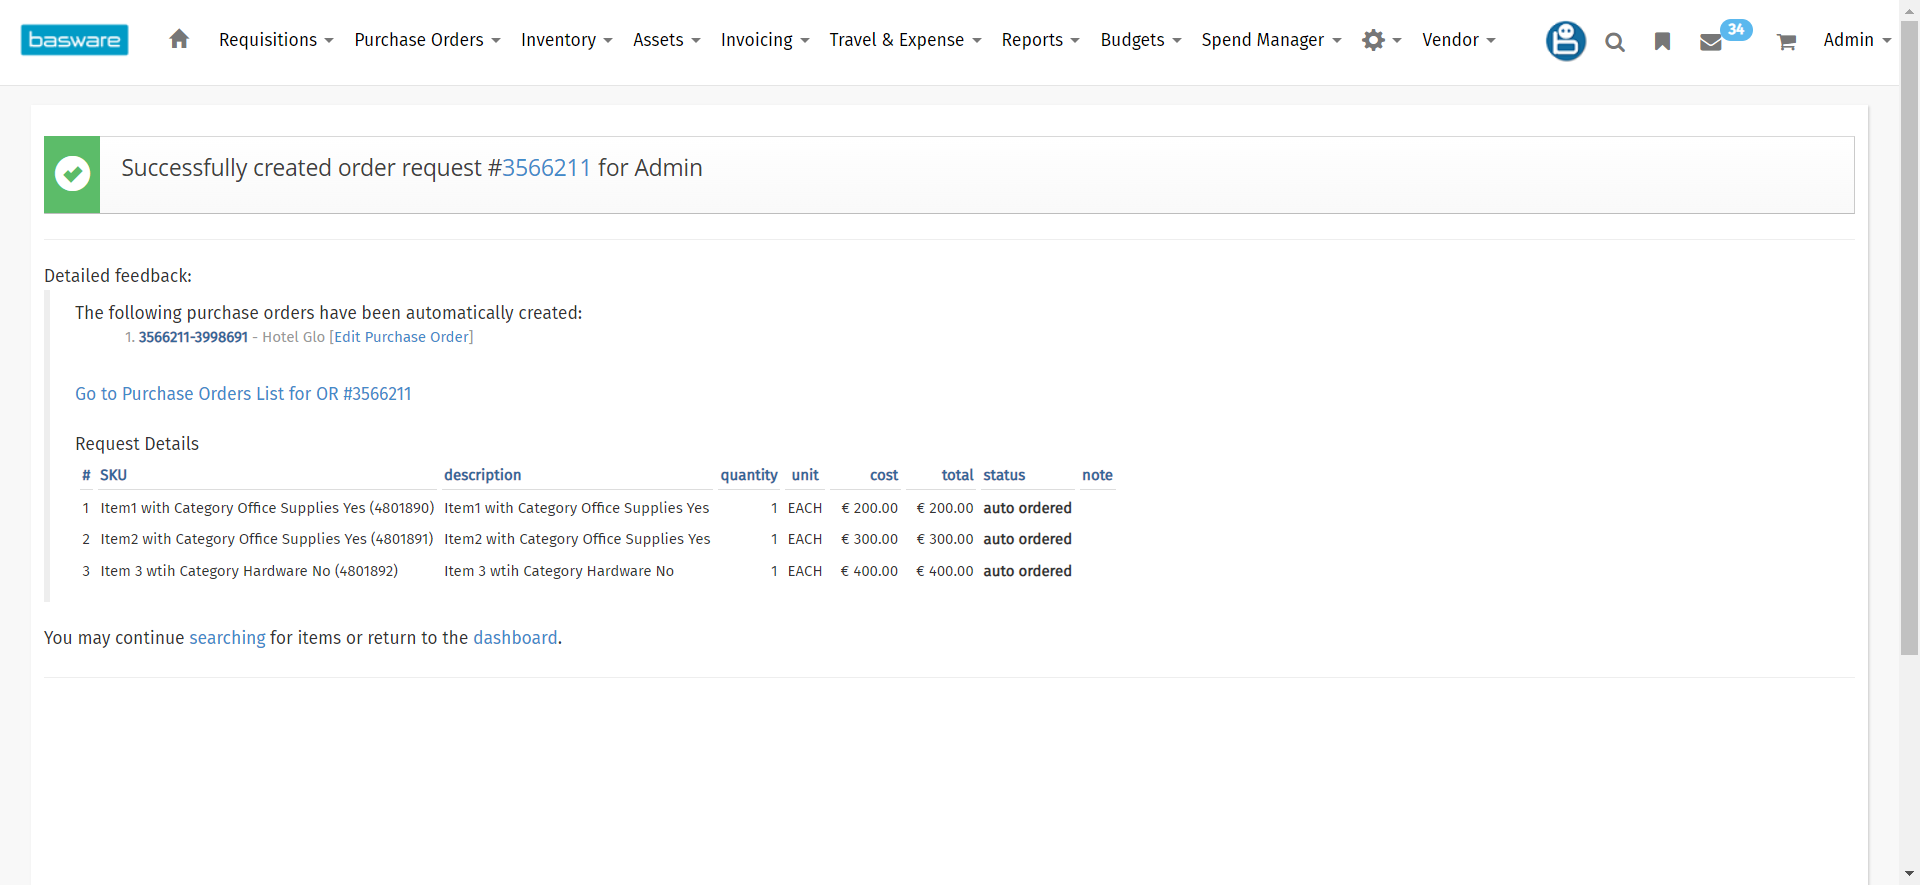 basware Requisitions Purchase Orders Inventory Assets Invoicing Travel & Expense Reports Budgets Spend Manager Vendor 34 Admin
Successfully created order request #3566211 for Admin
Detailed feedback:
The following purchase orders have been automatically created:
1. 3566211-3998691 - Hotel Glo [Edit Purchase Order]
Go to Purchase Orders List for OR #3566211
Request Details
# SKU description quantity unit cost total status note
1 Item1 with Category Office Supplies Yes (4801890) Item1 with Category Office Supplies Yes 1 EACH € 200.00 € 200.00 auto ordered
2 Item2 with Category Office Supplies Yes (4801891) Item2 with Category Office Supplies Yes 1 EACH € 300.00 € 300.00 auto ordered
3 Item 3 wtih Category Hardware No (4801892) Item 3 wtih Category Hardware No 1 EACH € 400.00 € 400.00 auto ordered
You may continue searching for items or return to the dashboard.